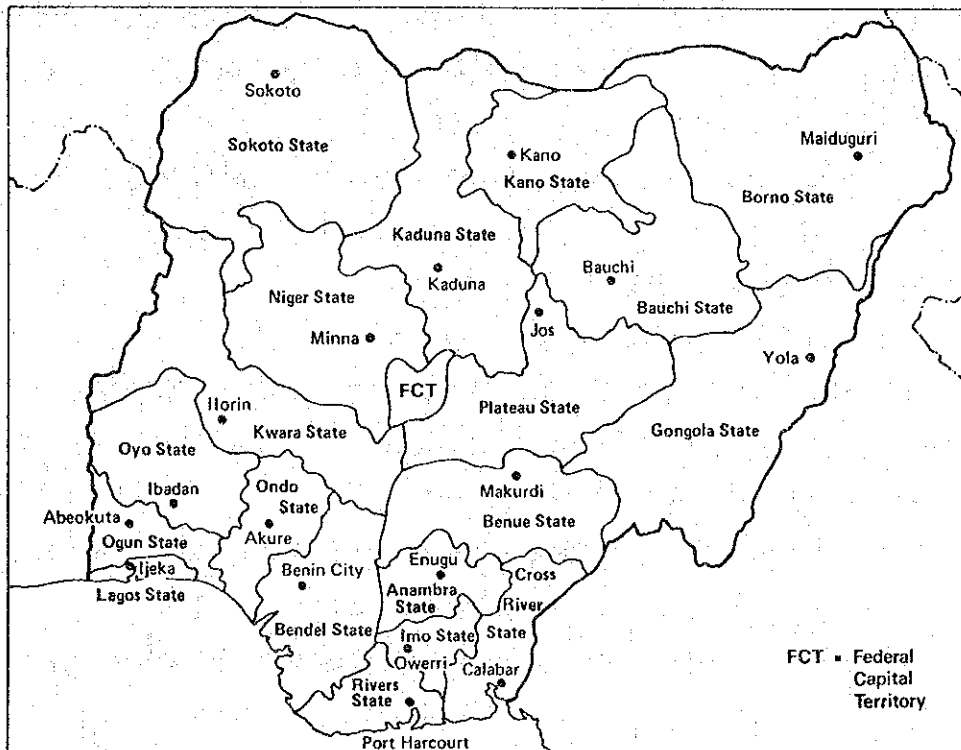 Sokoto
Sokoto State
Kano
Kano State
Maiduguri
Borno State
Kaduna State
Kaduna
Bauchi
Bauchi State
Niger State
Minna
Jos
Yola
FCT
Plateau State
Gongola State
Ilorin
Kwara State
Oyo State
Ibadan
Ondo
State
Akure
Makurdi
Benue State
Abeokuta
Ogun State
Ijeka
Lagos State
Benin City
Bendel State
Enugu
Anambra
State
Cross
River
State
Imo State
Owerri
Calabar
Rivers
State
Port Harcourt
FCT = Federal
Capital
Territory